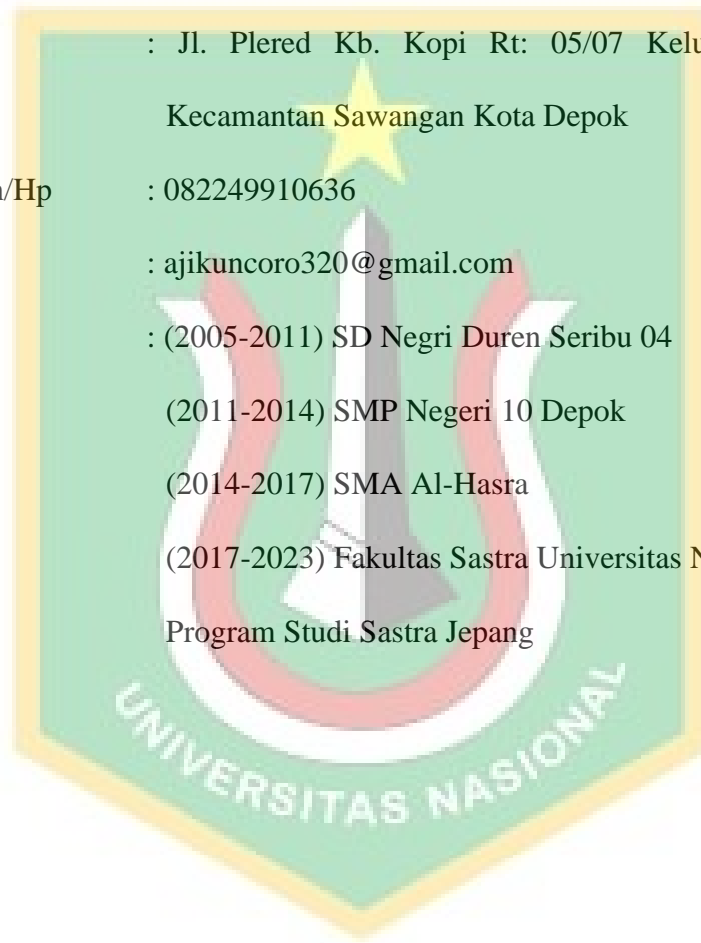 : Jl. Plered Kb. Kopi Rt: 05/07
Kecamantan Sawangan Kota Depok
/Hp : 082249910636
: ajikuncoro320@gmail.com
: (2005-2011) SD Negri Duren Seribu 04
(2011-2014) SMP Negeri 10 Depok
(2014-2017) SMA Al-Hasra
(2017-2023) Fakultas Sastra Universitas N
Program Studi Sastra Jepang
UNIVERSITAS NASIONAL